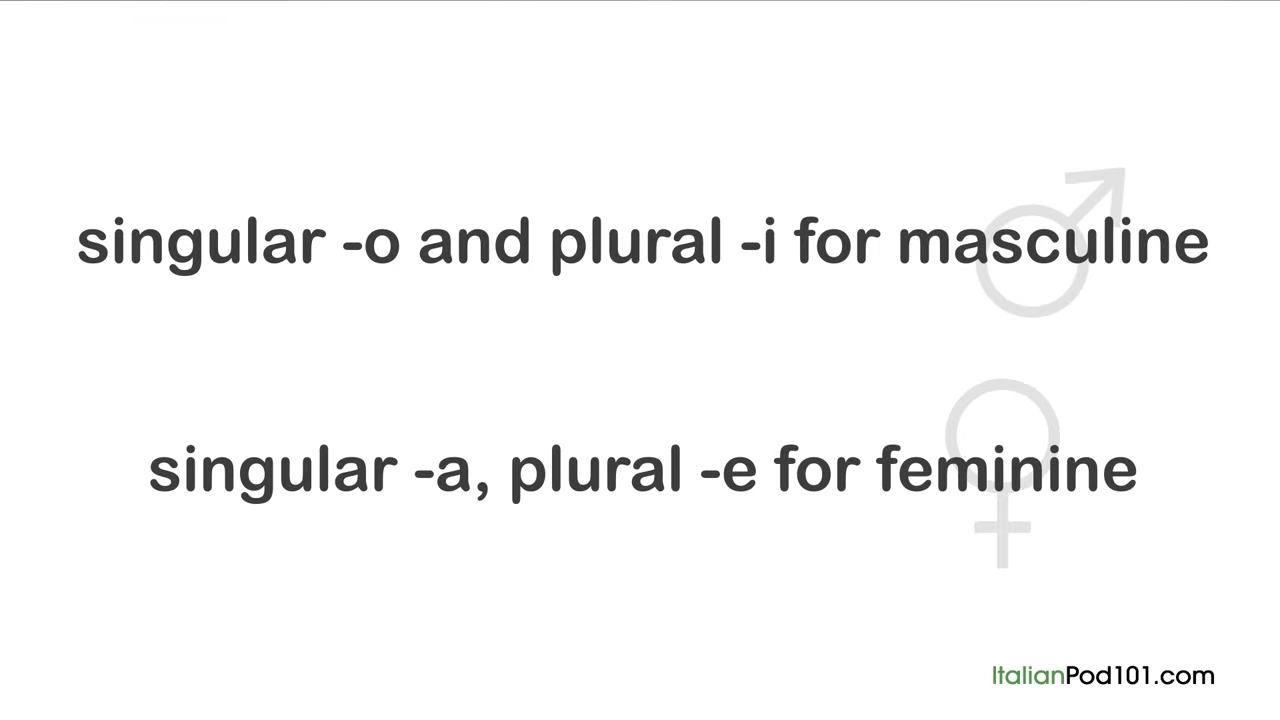 singular -o and plural -i for masculine
singular -a, plural -e for feminine
ItalianPod101.com